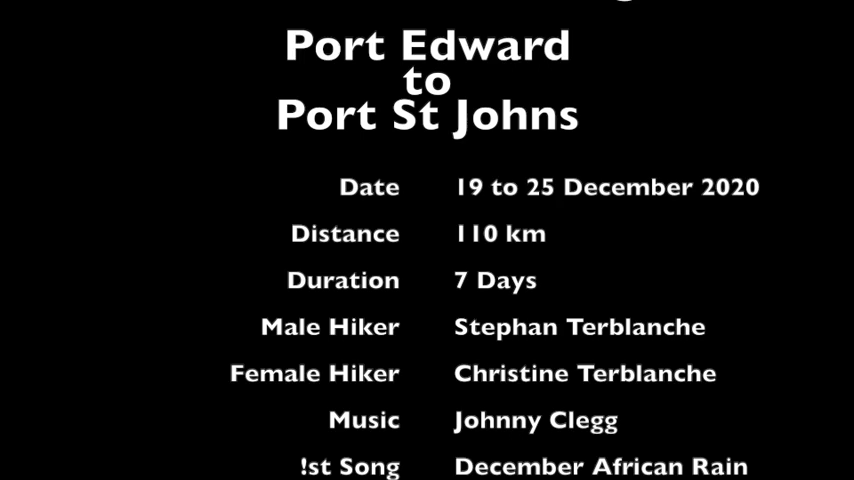 Port Edward
to
Port St Johns
Date 19 to 25 December 2020
Distance 110 km
Duration 7 Days
Male Hiker Stephan Terblanche
Female Hiker Christine Terblanche
Music Johnny Clegg
!st Song December African Rain